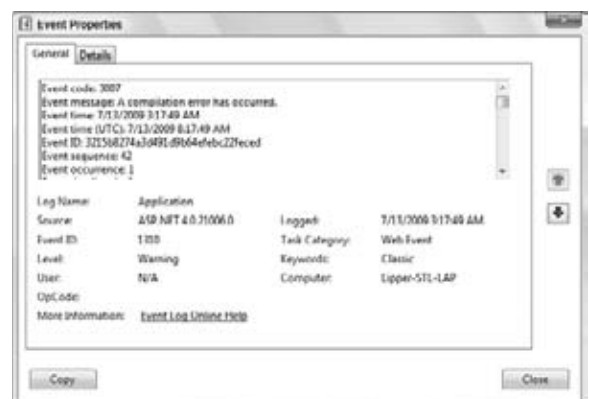 Event Properties
General Details
Event code: 3007
Event message: A compilation error has occurred.
Event time: 7/13/2009 3:17:49 AM
Event time (UTC): 7/13/2009 8:17:49 AM
Event ID:
Event sequence: 42
Event occurrence: 1
Log Name: Application
Source: ASP.NET 4.0.21006.0 Logged: 7/13/2009 3:17:49 AM
Event ID: Task Category: Web Event
Level: Warning Keywords: Classic
User: N/A Computer: Lipper-STL-LAP
OpCode:
More Information: Event Log Online Help
Copy Close